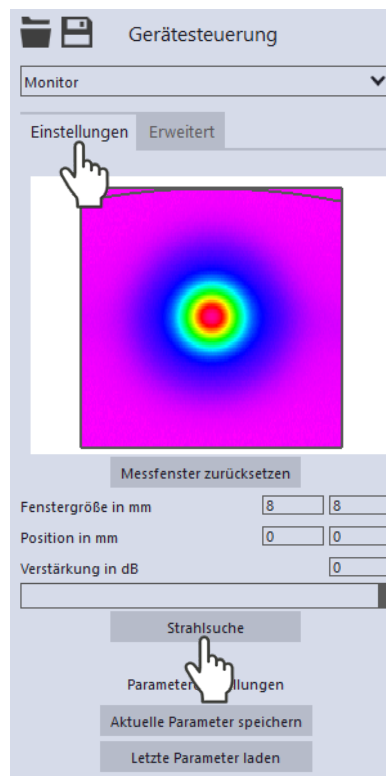 Gerätesteuerung
Monitor
Einstellungen Erweitert
Messfenster zurücksetzen
Fenstergröße in mm 8 8
Position in mm 0 0
Verstärkung in dB 0
Strahlsuche
Aktuelle Parameter speichern
Letzte Parameter laden